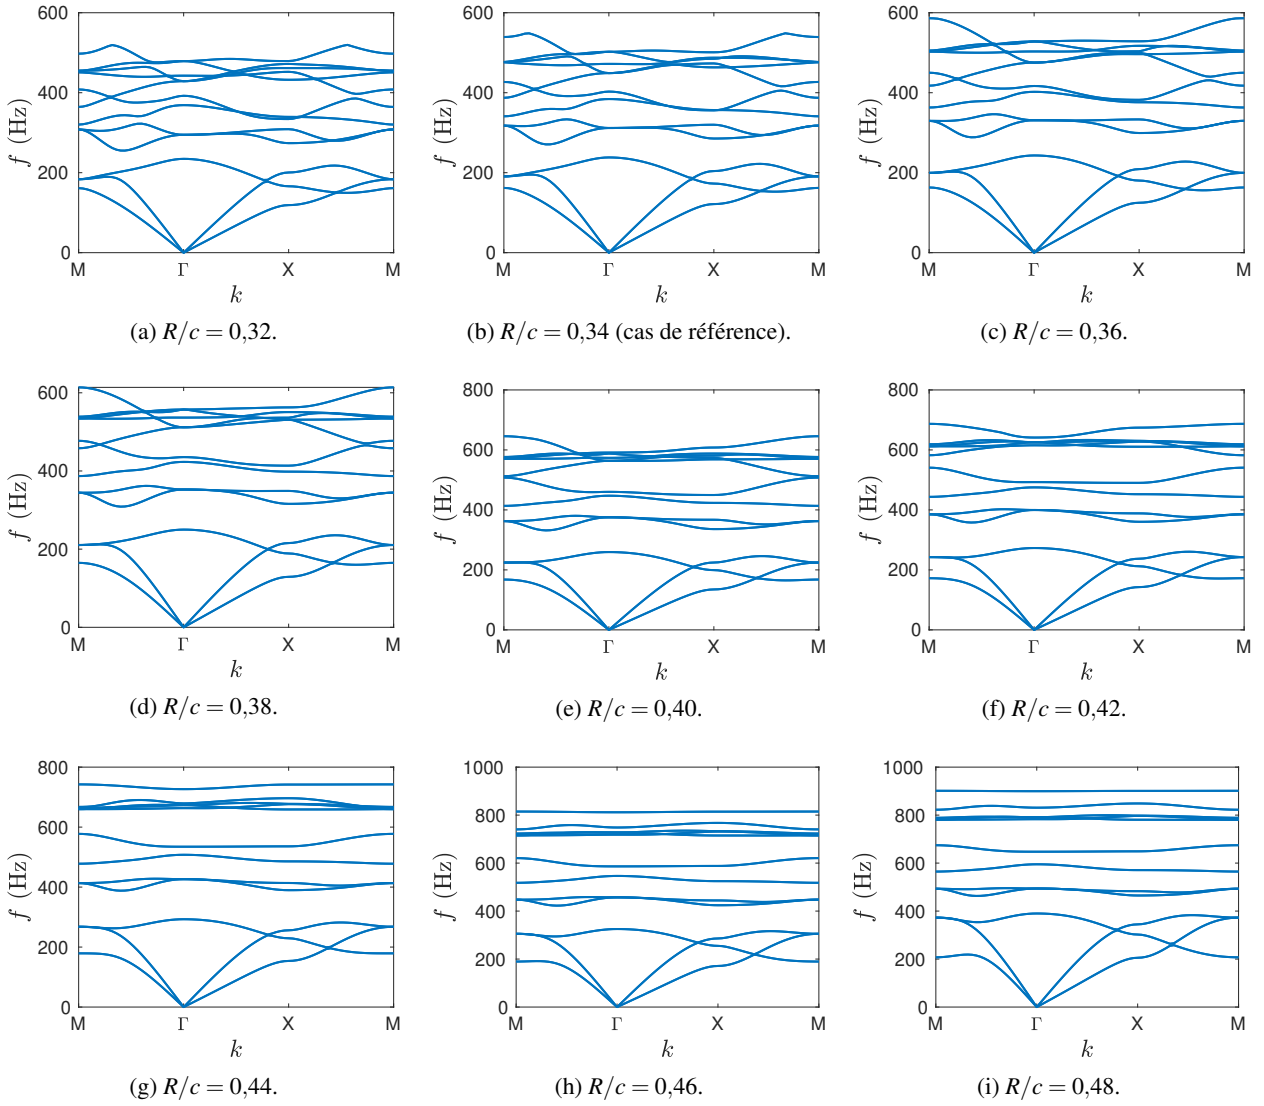 600
400
200
0
f (Hz)
M Γ X M
k
(a) R/c = 0,32.
600
400
200
0
f (Hz)
M Γ X M
k
(b) R/c = 0,34 (cas de référence).
600
400
200
0
f (Hz)
M Γ X M
k
(c) R/c = 0,36.
600
400
200
0
f (Hz)
M Γ X M
k
(d) R/c = 0,38.
800
600
400
200
0
f (Hz)
M Γ X M
k
(e) R/c = 0,40.
800
600
400
200
0
f (Hz)
M Γ X M
k
(f) R/c = 0,42.
800
600
400
200
0
f (Hz)
M Γ X M
k
(g) R/c = 0,44.
1000
800
600
400
200
0
f (Hz)
M Γ X M
k
(h) R/c = 0,46.
1000
800
600
400
200
0
f (Hz)
M Γ X M
k
(i) R/c = 0,48.